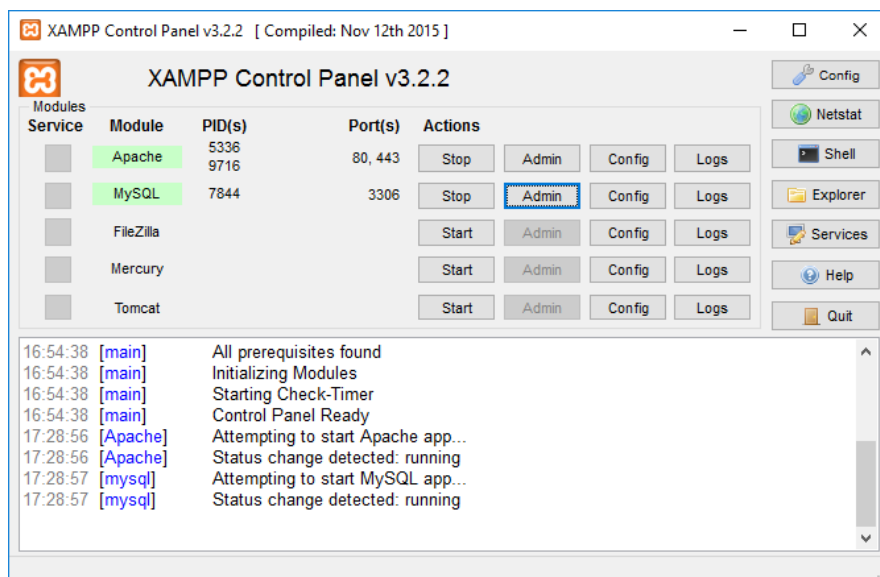 XAMPP Control Panel v3.2.2 [ Compiled: Nov 12th 2015 ]
XAMPP Control Panel v3.2.2
Config
Modules
Service Module PID(s) Port(s) Actions
Netstat
Apache 5336 9716 80, 443 Stop Admin Config Logs
Shell
MySQL 7844 3306 Stop Admin Config Logs
Explorer
FileZilla Start Admin Config Logs
Services
Mercury Start Admin Config Logs
Help
Tomcat Start Admin Config Logs
Quit
16:54:38 [main] All prerequisites found
16:54:38 [main] Initializing Modules
16:54:38 [main] Starting Check-Timer
16:54:38 [main] Control Panel Ready
17:28:56 [Apache] Attempting to start Apache app...
17:28:56 [Apache] Status change detected: running
17:28:57 [mysql] Attempting to start MySQL app...
17:28:57 [mysql] Status change detected: running